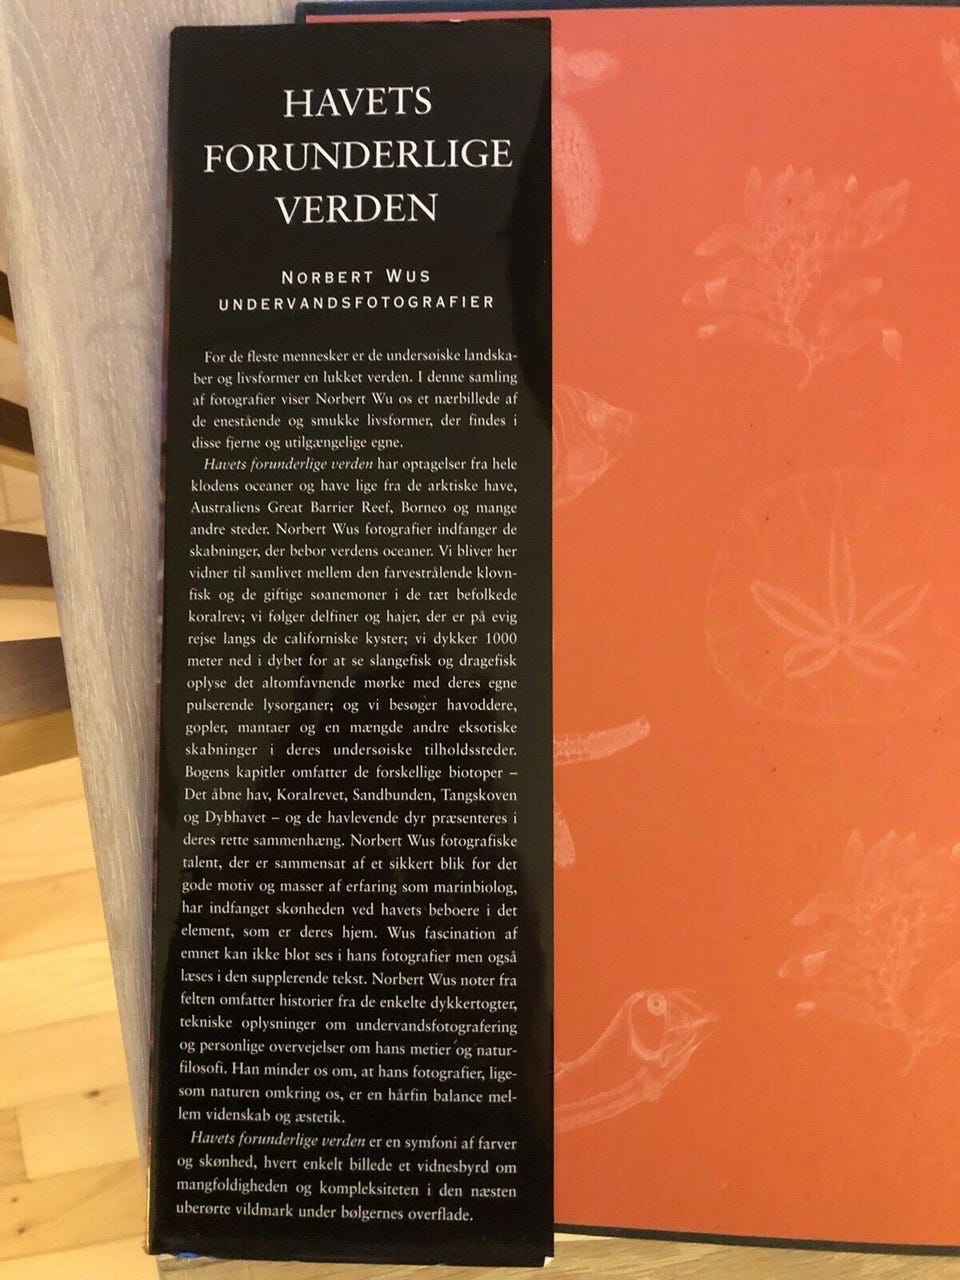 HAVETS
FORUNDERLIGE
VERDEN
NORBERT WUS
UNDERVANDSFOTOGRAFIER
For de fleste mennesker er de undersøiske landska-
ber og livsformer en lukket verden. I denne samling
af fotografier viser Norbert Wu os et nærbillede af
de enestående og smukke livsformer, der findes i
disse fjerne og utilgængelige egne.
Havets forunderlige verden har optagelser fra hele
klodens oceaner og have lige fra de arktiske have,
Australiens Great Barrier Reef, Borneo og mange
andre steder. Norbert Wus fotografier indfanger de
skabninger, der bebor verdens oceaner. Vi bliver her
vidner til samlivet mellem den farvestrålende klovn-
fisk og de giftige søanemoner i de tæt befolkede
koralrev; vi følger delfiner og hajer, der er på evig
rejse langs de californiske kyster; vi dykker 1000
meter ned i dybet for at se slangefisk og dragefisk
oplyse det altomfavnende mørke med deres egne
pulserende lysorganer; og vi besøger havoddere,
gopler, mantaer og en mængde andre eksotiske
skabninger i deres undersøiske tilholdssteder.
Bogens kapitler omfatter de forskellige biotoper –
Det åbne hav, Koralrevet, Sandbunden, Tangskoven
og Dybhavet – og de havlevende dyr præsenteres i
deres rette sammenhæng. Norbert Wus fotografiske
talent, der er sammensat af et sikkert blik for det
gode motiv og masser af erfaring som marinbiolog,
har indfanget skønheden ved havets beboere i det
element, som er deres hjem. Wus fascination af
emnet kan ikke blot ses i hans fotografier men også
læses i den supplerende tekst. Norbert Wus noter fra
felten omfatter historier fra de enkelte dykkertogter,
tekniske oplysninger om undervandsfotografering
og personlige overvejelser om hans metier og natur-
filosofi. Han minder os om, at hans fotografier, lige-
som naturen omkring os, er en hårfin balance mel-
lem videnskab og æstetik.
Havets forunderlige verden er en symfoni af farver
og skønhed, hvert enkelt billede et vidnesbyrd om
mangfoldigheden og kompleksiteten i den næsten
uberørte vildmark under bølgernes overflade.